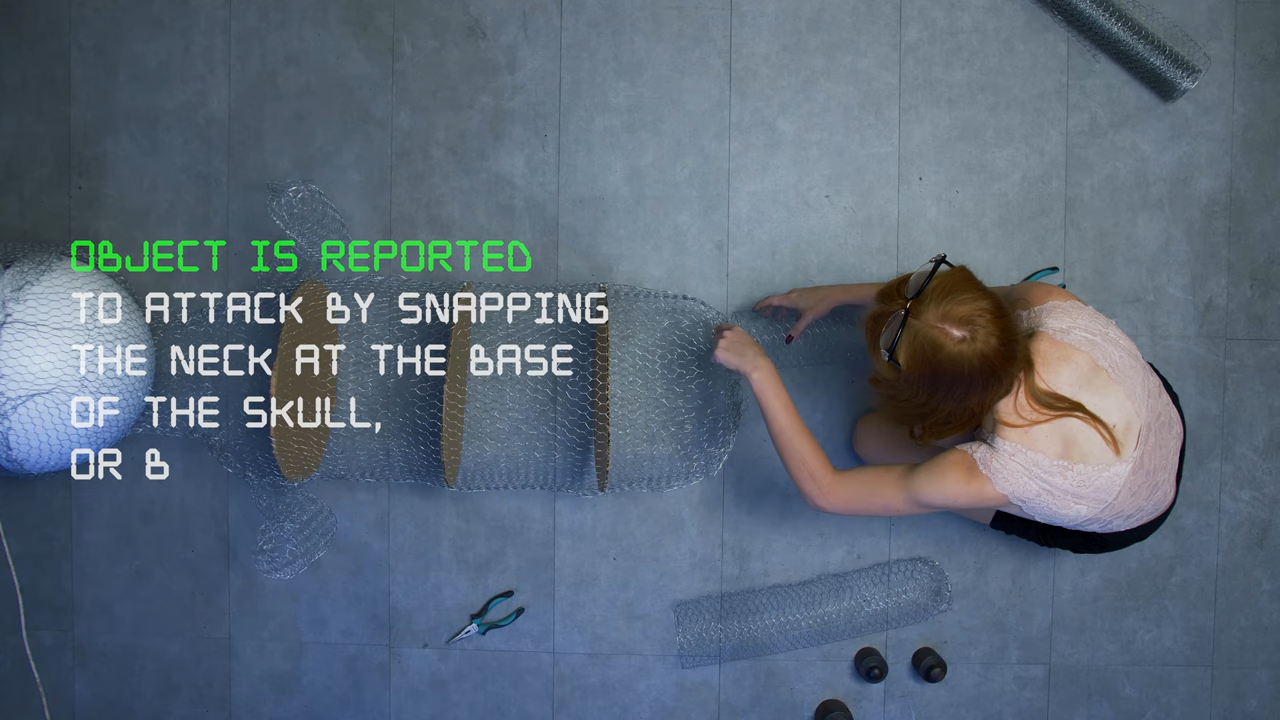 OBJECT IS REPORTED
TO ATTACK BY SNAPPING
THE NECK AT THE BASE
OF THE SKULL,
OR B